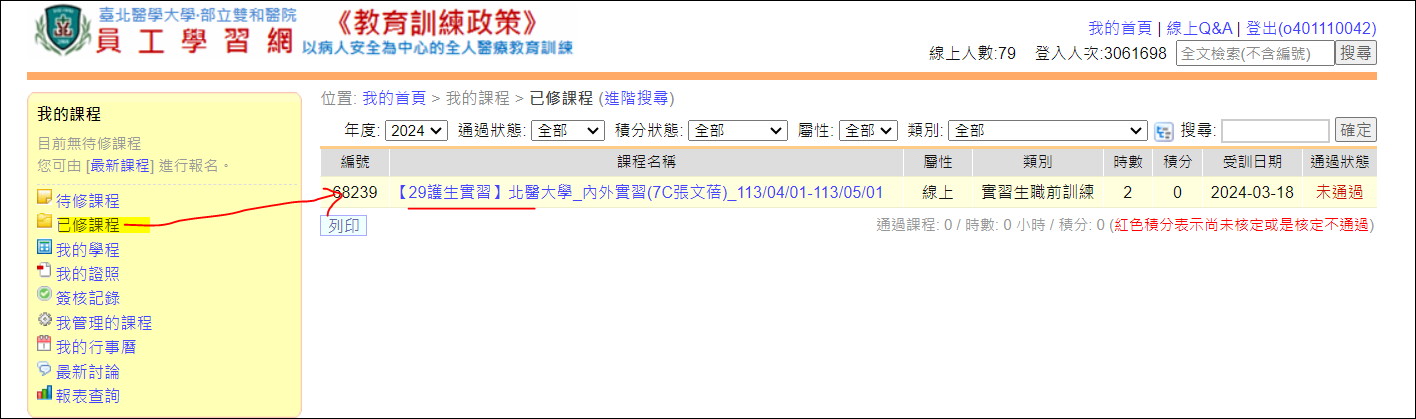 臺北醫學大學‧部立雙和醫院
員工學習網
《教育訓練政策》
以病人安全為中心的全人醫療教育訓練
我的首頁 | 線上Q&A | 登出(o401110042)
線上人數:79 登入人次:3061698 全文檢索(不含編號) 搜尋
我的課程
目前無待修課程
您可由 [最新課程] 進行報名。
待修課程
已修課程
我的學程
我的證照
簽核記錄
我管理的課程
我的行事曆
最新討論
報表查詢
位置: 我的首頁 > 我的課程 > 已修課程 (進階搜尋)
年度: 2024 通過狀態: 全部 積分狀態: 全部 屬性: 全部 類別: 全部 搜尋: 確定
編號 課程名稱 屬性 類別 時數 積分 受訓日期 通過狀態
68239 【29護生實習】北醫大學_內外實習(7C張文蓓)_113/04/01-113/05/01 線上 實習生職前訓練 2 0 2024-03-18 未通過
列印 通過課程: 0 / 時數: 0 小時 / 積分: 0 (紅色積分表示尚未核定或是核定不通過)